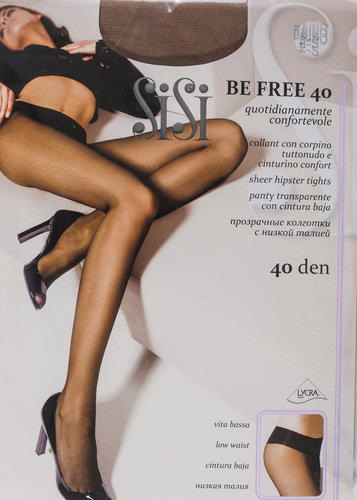 SiSi
BE FREE 40
quotidianamente
confortevole
collant con corpino
tuttonudo e
cinturino confort
sheer hipster tights
panty transparente
con cintura baja
прозрачные колготки
с низкой талией
40 den
LYCRA
vita bassa
low waist
cintura baja
низкая талия